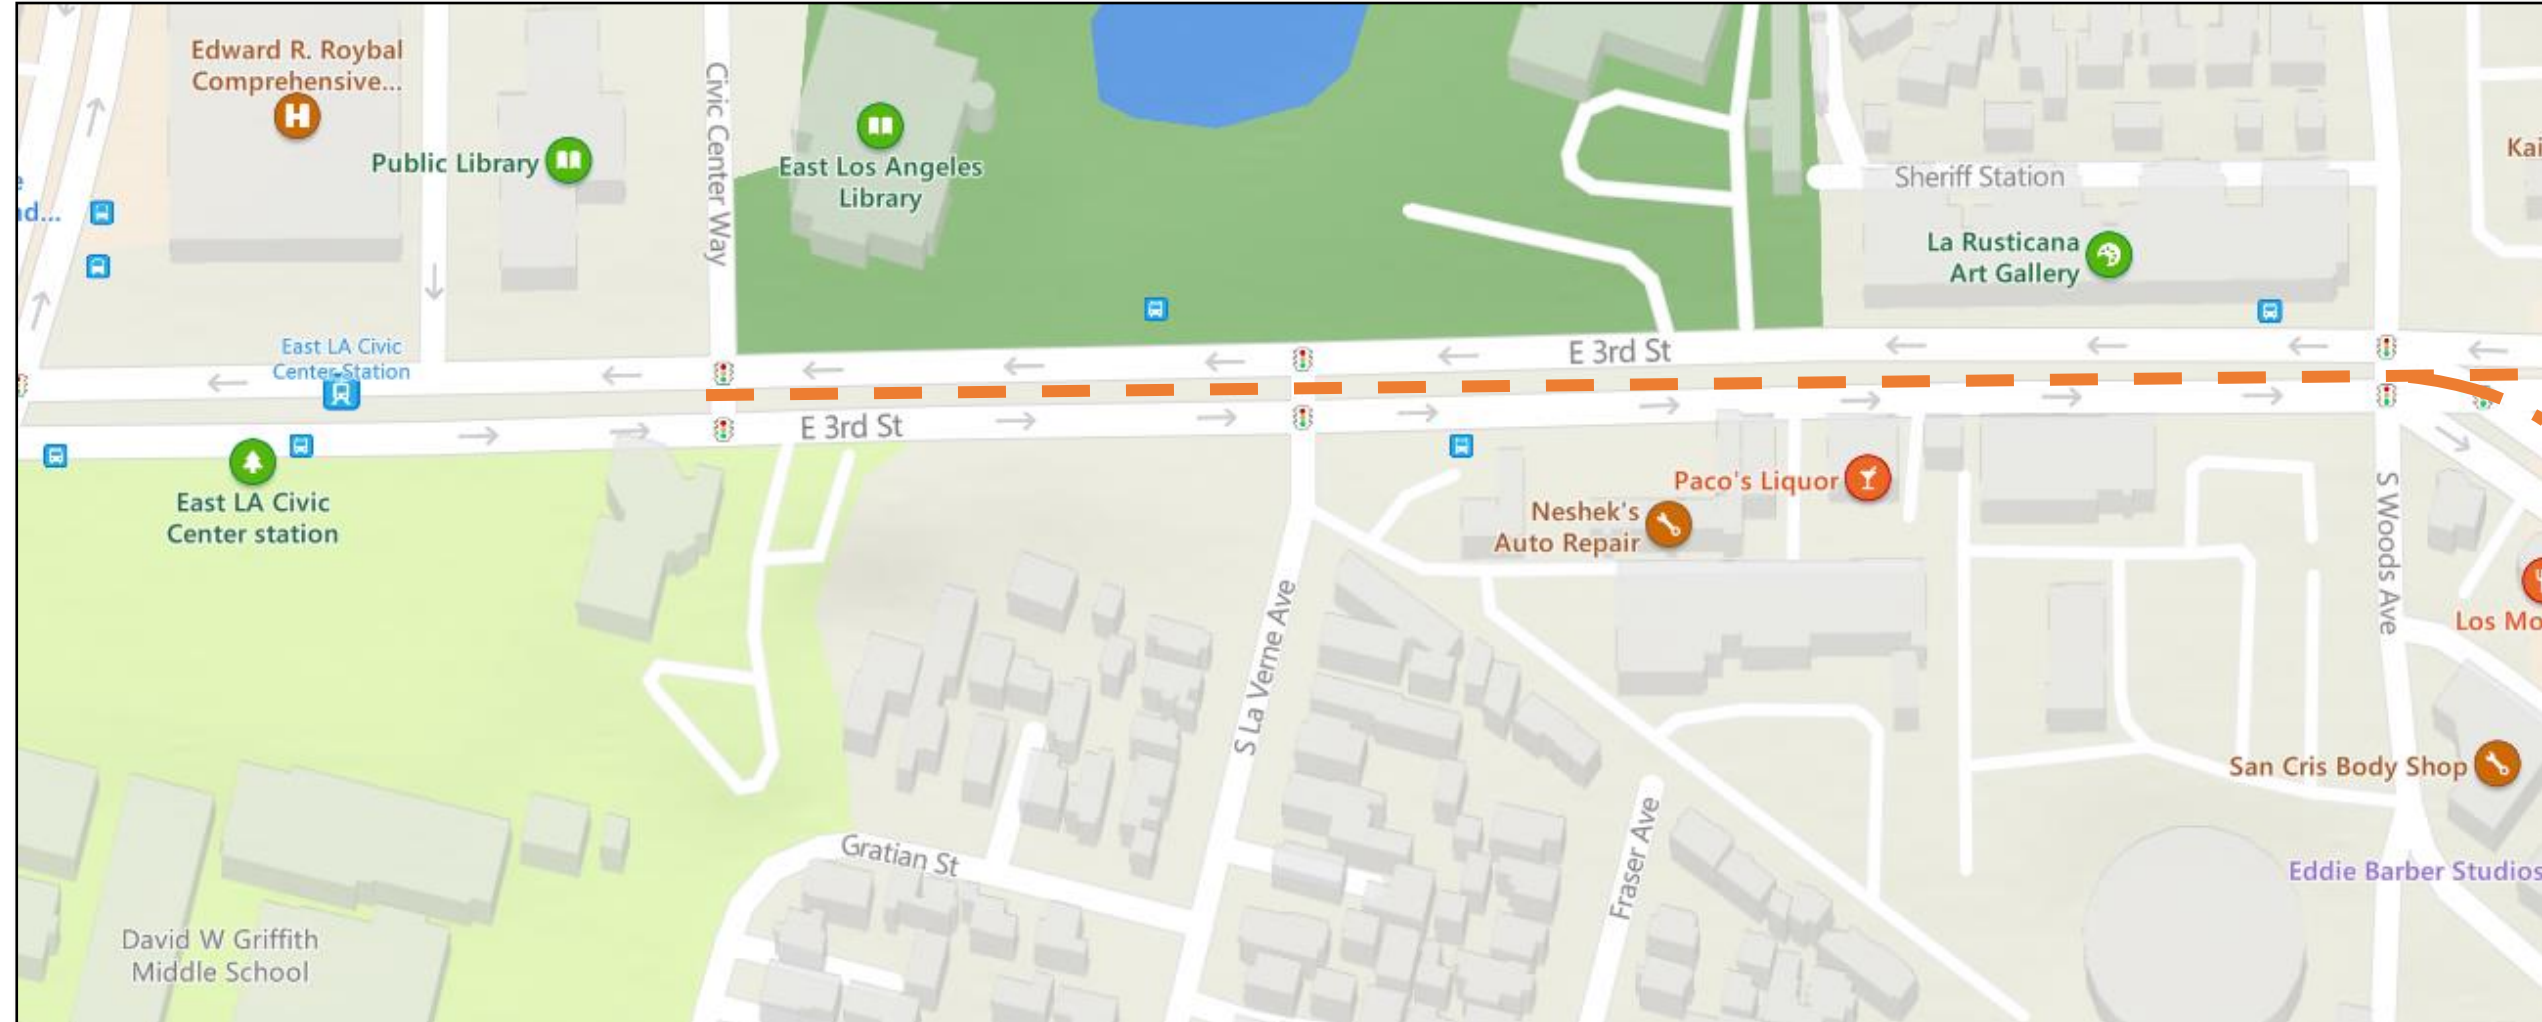 Edward R. Roybal
Comprehensive...
H
Public Library
Civic Center Way
East Los Angeles
Library
Sheriff Station
Kai
La Rusticana
Art Gallery
d...
East LA Civic
Center Station
E 3rd St
E 3rd St
East LA Civic
Center station
Paco's Liquor
Neshek's
Auto Repair
S Woods Ave
S La Verne Ave
Los Mo
San Cris Body Shop
Fraser Ave
Gratian St
Eddie Barber Studios
David W Griffith
Middle School